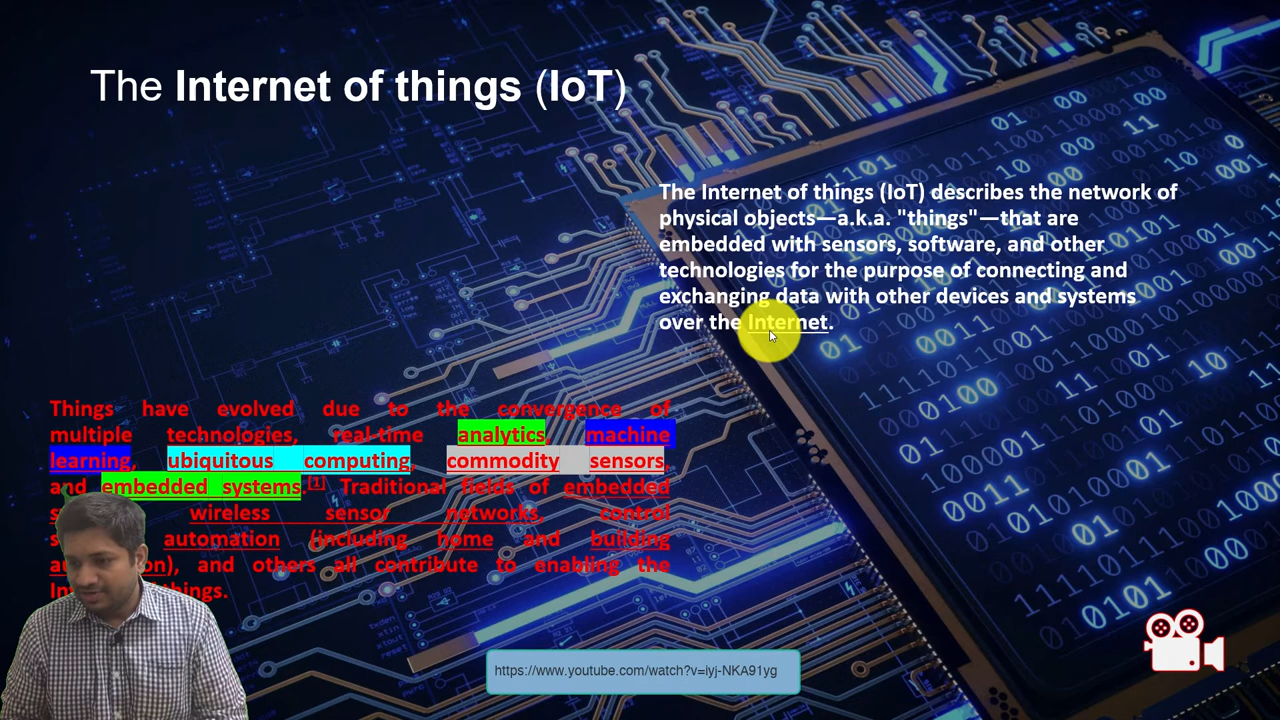 The Internet of things (IoT)
The Internet of things (IoT) describes the network of
physical objects—a.k.a. "things"—that are
embedded with sensors, software, and other
technologies for the purpose of connecting and
exchanging data with other devices and systems
over the Internet.
Things have evolved due to the convergence of
multiple technologies, real-time analytics, machine
learning, ubiquitous computing, commodity sensors,
and embedded systems.[1] Traditional fields of embedded
wireless sensor networks, control
automation (including home and building
and others all contribute to enabling the
things.
https://www.youtube.com/watch?v=iyj-NKA91yg